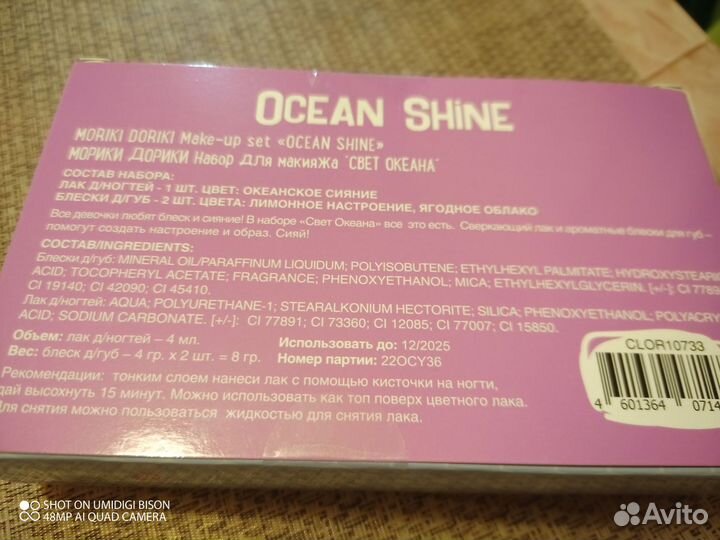 OCEAN SHINE
MORIKI DORIKI Make-up set «OCEAN SHINE»
МОРИКИ ДОРИКИ Набор для макияжа "СВЕТ ОКЕАНА"
СОСТАВ НАБОРА:
ЛАК Д/НОГТЕЙ - 1 ШТ. ЦВЕТ: ОКЕАНСКОЕ СИЯНИЕ
БЛЕСКИ Д/ГУБ - 2 ШТ. ЦВЕТА: ЛИМОННОЕ НАСТРОЕНИЕ, ЯГОДНОЕ ОБЛАКО
Все девочки любят блеск и сияние! В наборе «Свет Океана» все это есть. Сверкающий лак и ароматные блески для губ –
помогут создать настроение и образ. Сияй!
СОСТАВ/INGREDIENTS:
Блески д/губ: MINERAL OIL/PARAFFINUM LIQUIDUM; POLYISOBUTENE; ETHYLHEXYL PALMITATE; HYDROXYSTEARIC
ACID; TOCOPHERYL ACETATE; FRAGRANCE; PHENOXYETHANOL; MICA; ETHYLHEXYLGLYCERIN. [+/-]: CI 7789
CI 19140; CI 42090; CI 45410.
Лак д/ногтей: AQUA; POLYURETHANE-1; STEARALKONIUM HECTORITE; SILICA; PHENOXYETHANOL; POLYACRY
ACID; SODIUM CARBONATE. [+/-]: CI 77891; CI 73360; CI 12085; CI 77007; CI 15850.
Объем: лак д/ногтей – 4 мл.
Вес: блеск д/губ – 4 гр. x 2 шт. = 8 гр.
Использовать до: 12/2025
Номер партии: 22OCY36
CLOR10733
4 601364 0714
Рекомендации: тонким слоем нанеси лак с помощью кисточки на ногти,
дай высохнуть 15 минут. Можно использовать как топ поверх цветного лака.
Для снятия можно пользоваться жидкостью для снятия лака.
SHOT ON UMIDIGI BISON
48MP AI QUAD CAMERA
Avito